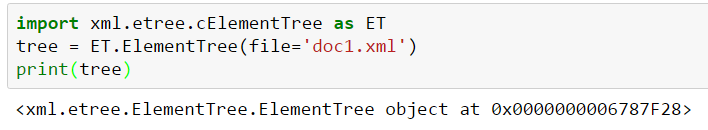 import xml.etree.cElementTree as ET
tree = ET.ElementTree(file='doc1.xml')
print(tree)
<xml.etree.ElementTree.ElementTree object at 0x0000000006787F28>